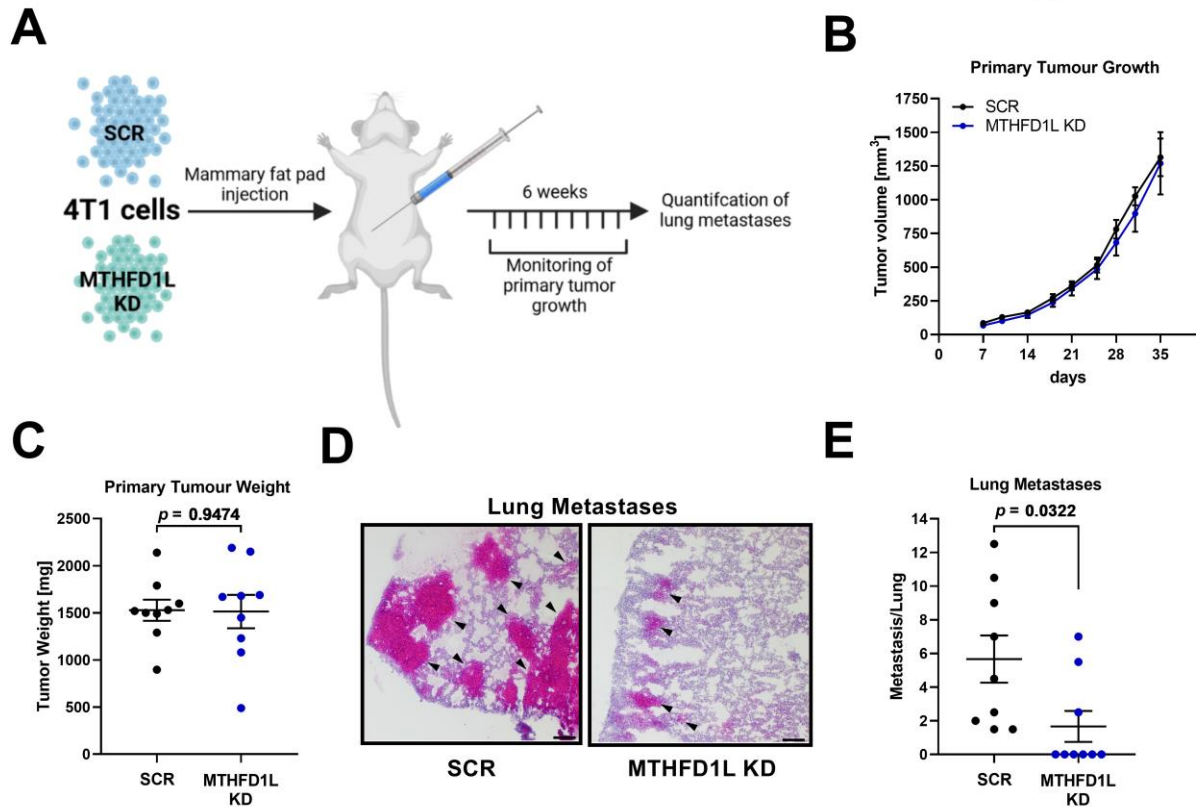 A
SCR
4T1 cells
MTHFD1L
KD
Mammary fat pad
injection
6 weeks
Monitoring of
primary tumor
growth
Quantifcation of
lung metastases
B
Primary Tumour Growth
SCR
MTHFD1L KD
Tumor volume [mm³]
1750
1500
1250
1000
750
500
250
0
0 7 14 21 28 35
days
C
Primary Tumour Weight
p = 0.9474
Tumor Weight [mg]
2500
2000
1500
1000
500
0
SCR
MTHFD1L
KD
D
Lung Metastases
SCR
MTHFD1L KD
E
Lung Metastases
p = 0.0322
Metastasis/Lung
14
12
10
8
6
4
2
0
SCR
MTHFD1L
KD